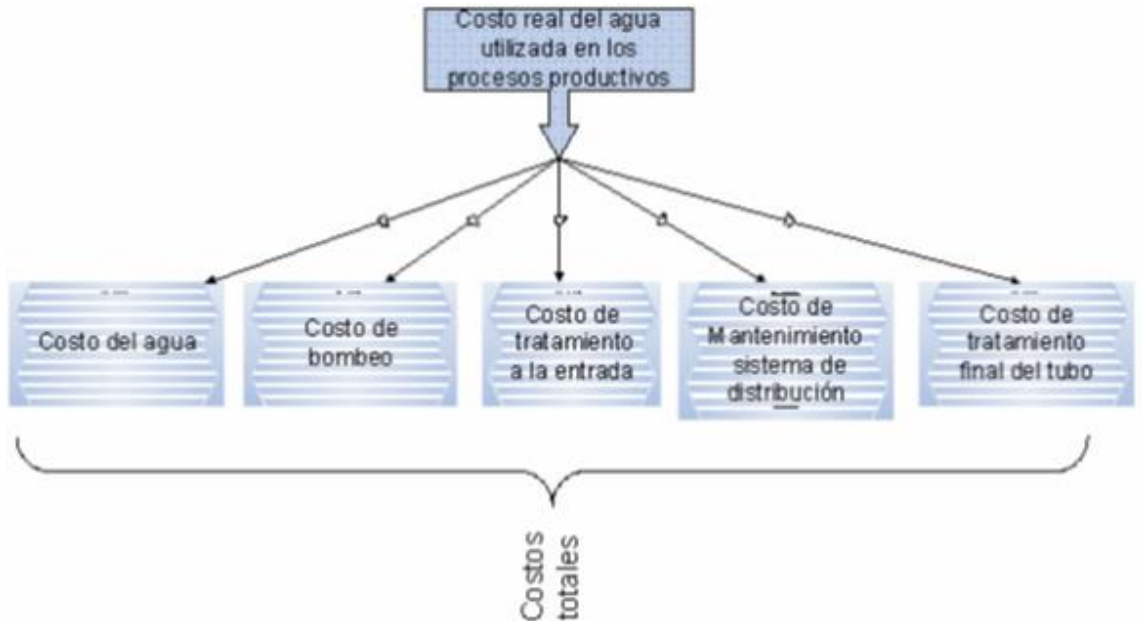 Costo real del agua
utilizada en los
procesos productivos
Costo del agua
Costo de
bombeo
Costo de
tratamiento
a la entrada
Costo de
Mantenimiento
sistema de
distribución
Costo de
tratamiento
final del tubo
Costos
totales